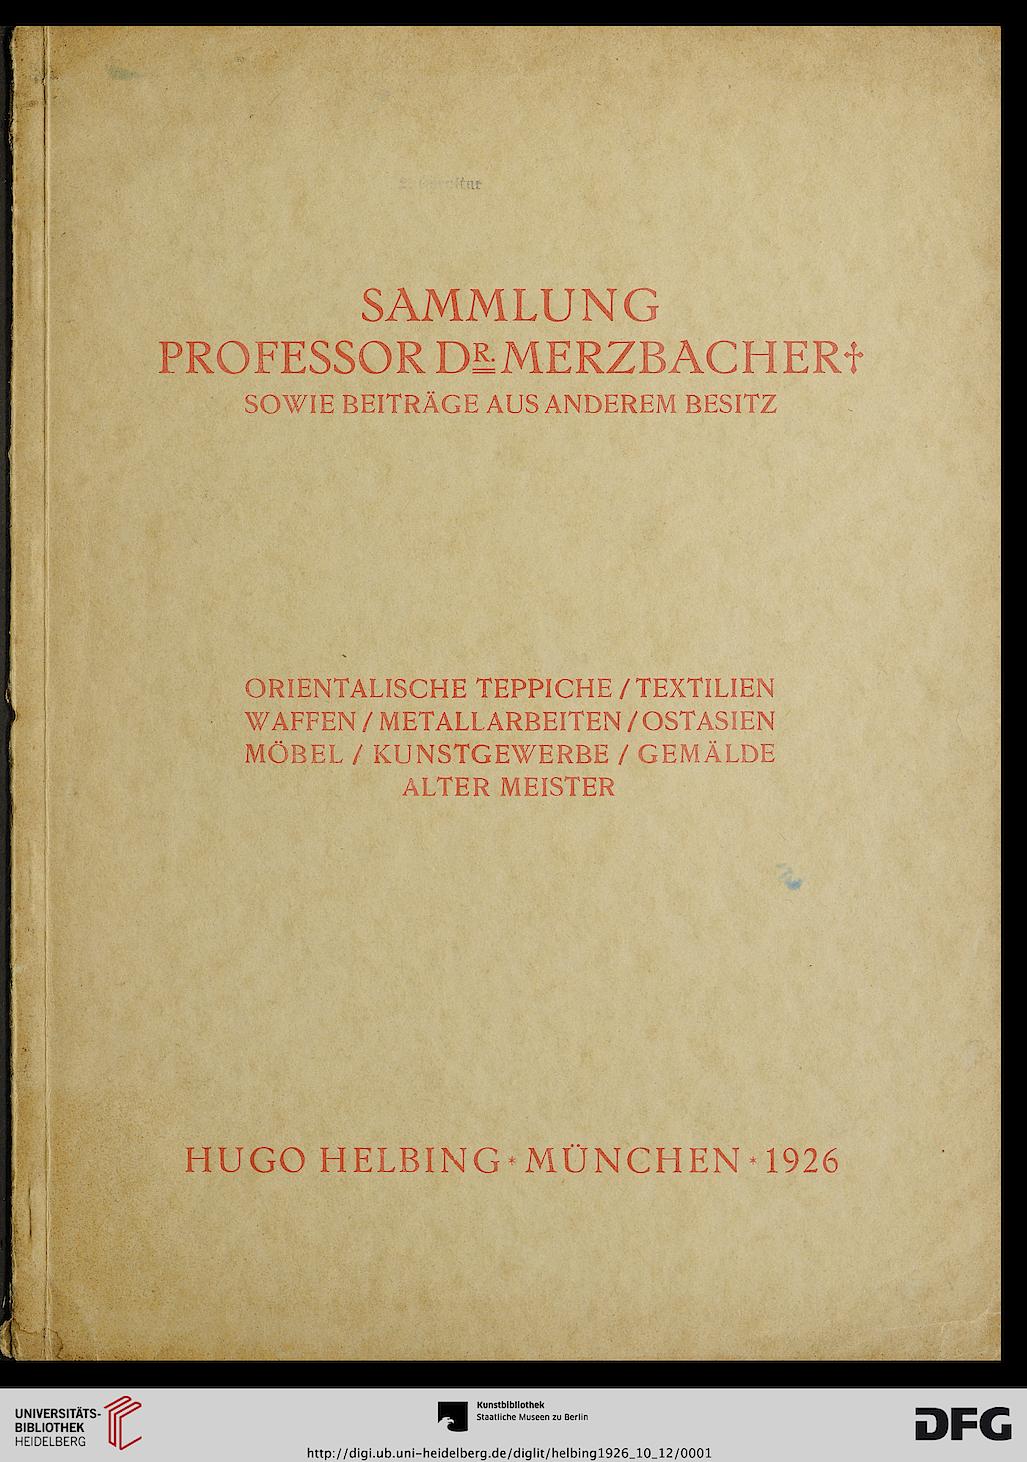 SAMMLUNG
PROFESSOR DR. MERZBACHER†
SOWIE BEITRÄGE AUS ANDEREM BESITZ
ORIENTALISCHE TEPPICHE / TEXTILIEN
WAFFEN / METALLARBEITEN / OSTASIEN
MÖBEL / KUNSTGEWERBE / GEMÄLDE
ALTER MEISTER
HUGO HELBING * MÜNCHEN * 1926
UNIVERSITÄTS-
BIBLIOTHEK
HEIDELBERG
Kunstbibliothek
Staatliche Museen zu Berlin
http://digi.ub.uni-heidelberg.de/diglit/helbing1926_10_12/0001
DFG